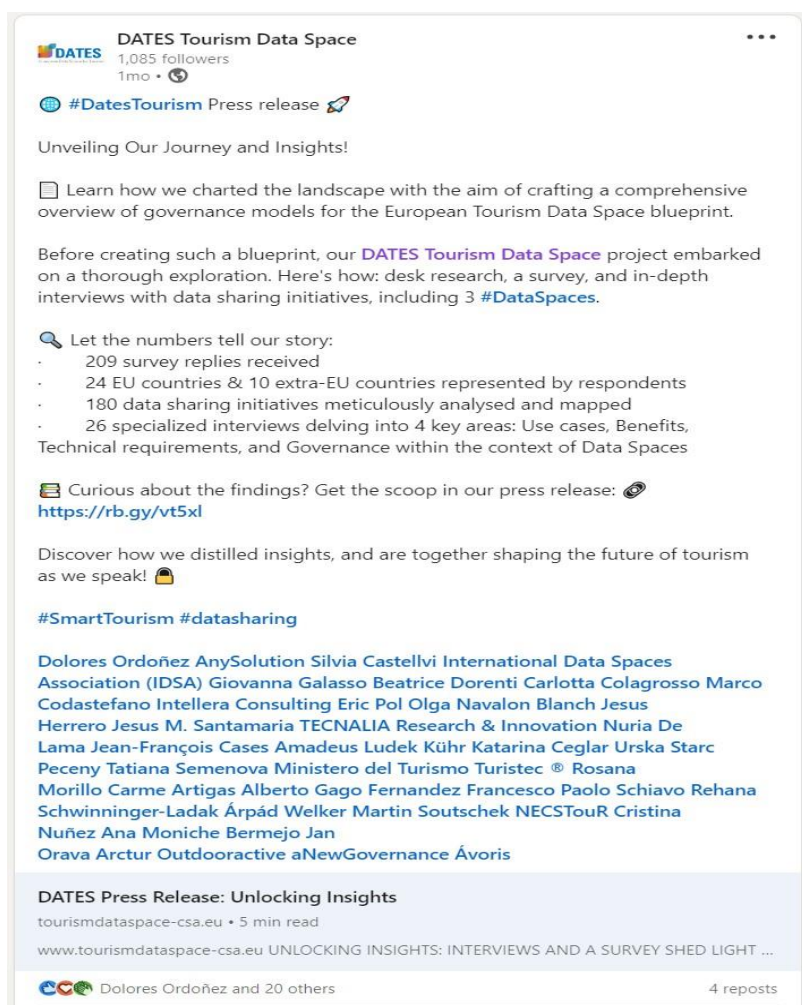 DATES
DATES Tourism Data Space
1,085 followers
1mo •
#DatesTourism Press release
Unveiling Our Journey and Insights!
Learn how we charted the landscape with the aim of crafting a comprehensive
overview of governance models for the European Tourism Data Space blueprint.
Before creating such a blueprint, our DATES Tourism Data Space project embarked
on a thorough exploration. Here's how: desk research, a survey, and in-depth
interviews with data sharing initiatives, including 3 #DataSpaces.
Let the numbers tell our story:
· 209 survey replies received
· 24 EU countries & 10 extra-EU countries represented by respondents
· 180 data sharing initiatives meticulously analysed and mapped
· 26 specialized interviews delving into 4 key areas: Use cases, Benefits,
Technical requirements, and Governance within the context of Data Spaces
Curious about the findings? Get the scoop in our press release:
https://rb.gy/vt5xl
Discover how we distilled insights, and are together shaping the future of tourism
as we speak!
#SmartTourism #datasharing
Dolores Ordoñez AnySolution Silvia Castellvi International Data Spaces
Association (IDSA) Giovanna Galasso Beatrice Dorenti Carlotta Colagrosso Marco
Codastefano Intellera Consulting Eric Pol Olga Navalon Blanch Jesus
Herrero Jesus M. Santamaria TECNALIA Research & Innovation Nuria De
Lama Jean-François Cases Amadeus Ludek Kühr Katarina Ceglar Urska Starc
Peceny Tatiana Semenova Ministero del Turismo Turistec ® Rosana
Morillo Carme Artigas Alberto Gago Fernandez Francesco Paolo Schiavo Rehana
Schwinninger-Ladak Árpád Welker Martin Soutschek NECSTouR Cristina
Nuñez Ana Moniche Bermejo Jan
Orava Arctur Outdooractive aNewGovernance Ávoris
DATES Press Release: Unlocking Insights
tourismdataspace-csa.eu • 5 min read
www.tourismdataspace-csa.eu UNLOCKING INSIGHTS: INTERVIEWS AND A SURVEY SHED LIGHT ...
Dolores Ordoñez and 20 others
4 reposts